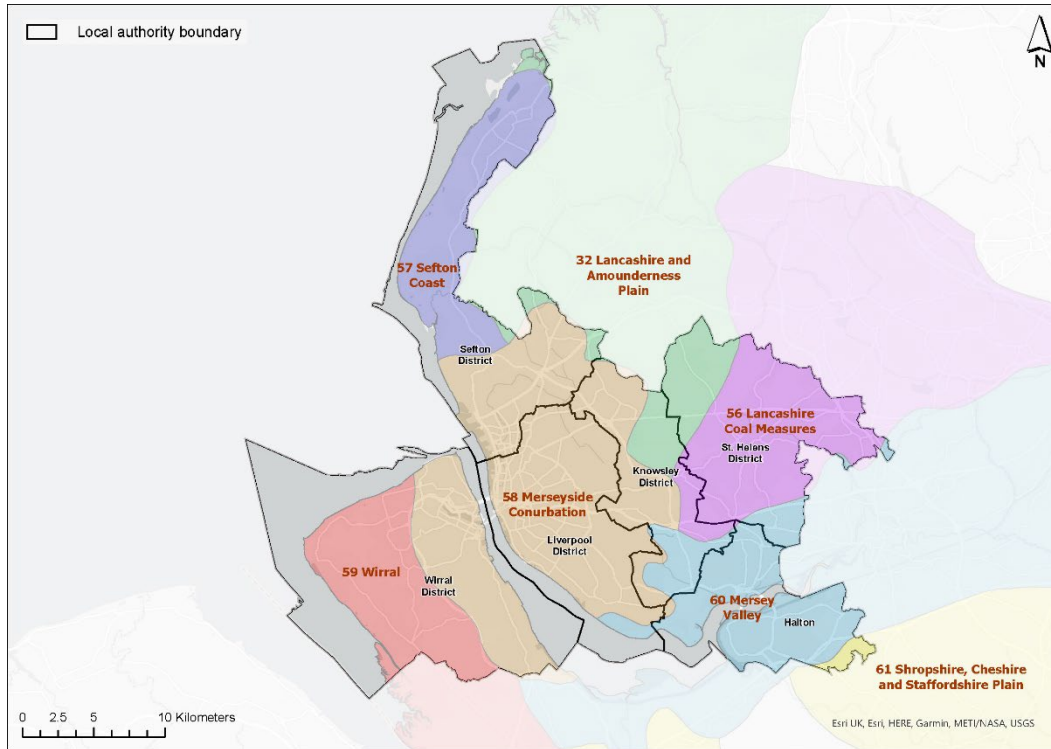 Local authority boundary
N
57 Sefton
Coast
32 Lancashire and
Amounderness
Plain
Sefton
District
56 Lancashire
Coal Measures
St. Helens
District
Knowsley
District
58 Merseyside
Conurbation
Liverpool
District
59 Wirral
Wirral
District
60 Mersey
Valley
Halton
61 Shropshire, Cheshire
and Staffordshire Plain
0 2.5 5 10 Kilometers
Esri UK, Esri, HERE, Garmin, METI/NASA, USGS